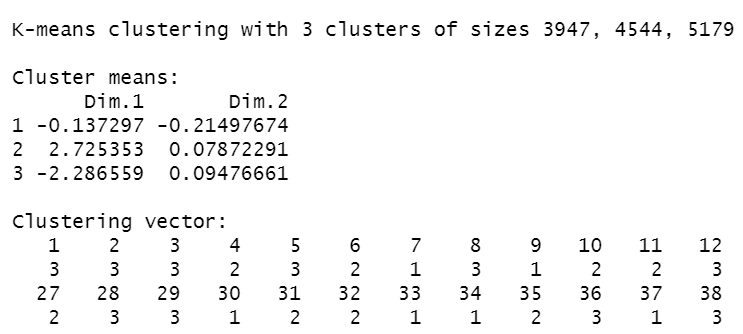 K-means clustering with 3 clusters of sizes 3947, 4544, 5179
Cluster means:
Dim.1 Dim.2
1 -0.137297 -0.21497674
2 2.725353 0.07872291
3 -2.286559 0.09476661
Clustering vector:
1 2 3 4 5 6 7 8 9 10 11 12
3 3 3 2 3 2 1 3 1 2 2 3
27 28 29 30 31 32 33 34 35 36 37 38
2 3 3 1 2 2 1 1 2 3 1 3